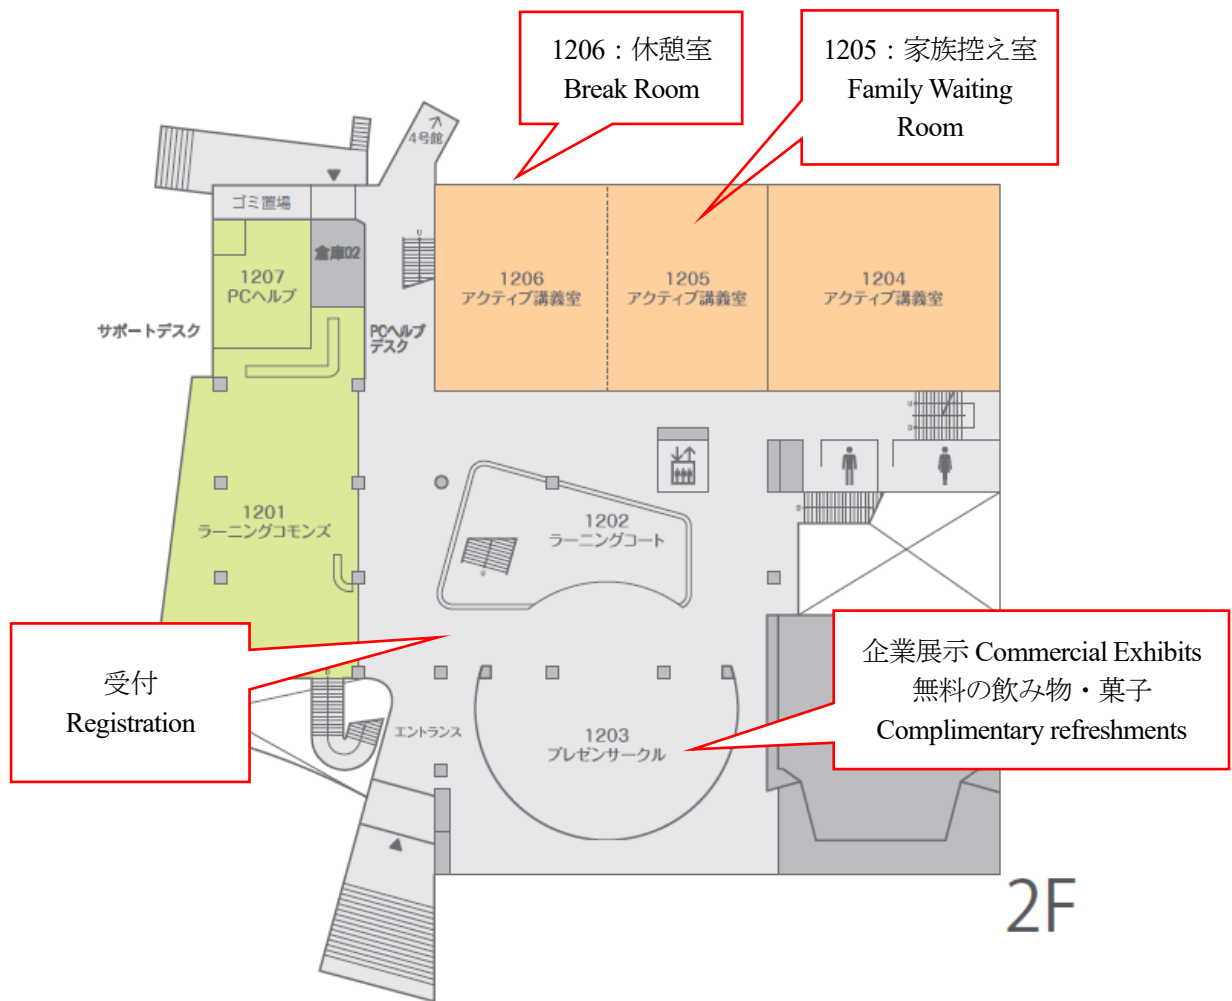 1206：休憩室
Break Room
1205：家族控え室
Family Waiting
Room
4号館
ゴミ置場
倉庫02
1207
PCヘルプ
1206
アクティブ講義室
1205
アクティブ講義室
1204
アクティブ講義室
サポートデスク
PCヘルプ
デスク
1201
ラーニングコモンズ
1202
ラーニングコート
受付
Registration
企業展示 Commercial Exhibits
無料の飲み物・菓子
Complimentary refreshments
エントランス
1203
プレゼンサークル
2F